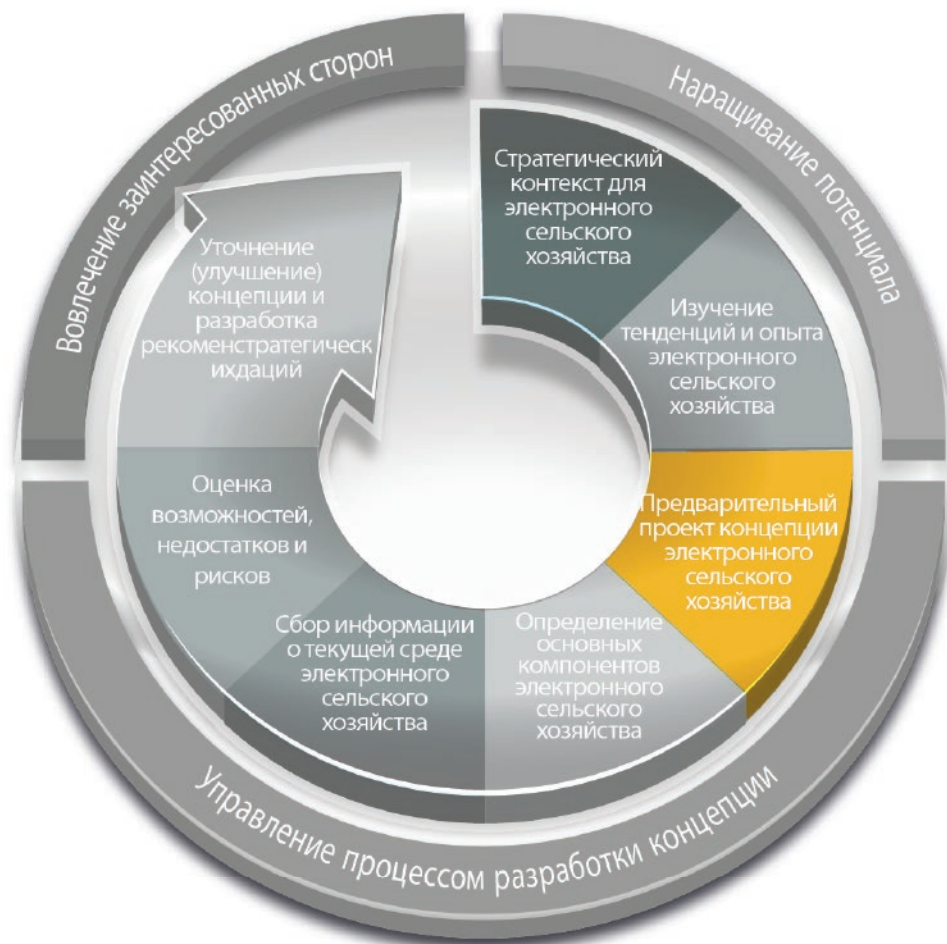 Вовлечение заинтересованных сторон
Наращивание потенциала
Стратегический
контекст для
электронного
сельского
хозяйства
Изучение
тенденций и опыта
электронного
сельского
хозяйства
Предварительный
проект концепции
электронного
сельского
хозяйства
Определение
основных
компонентов
электронного
сельского
хозяйства
Сбор информации
о текущей среде
электронного
сельского
хозяйства
Оценка
возможностей,
недостатков и
рисков
Уточнение
(улучшение)
концепции и
разработка
рекоменстратегическ
ихдаций
Управление процессом разработки концепции